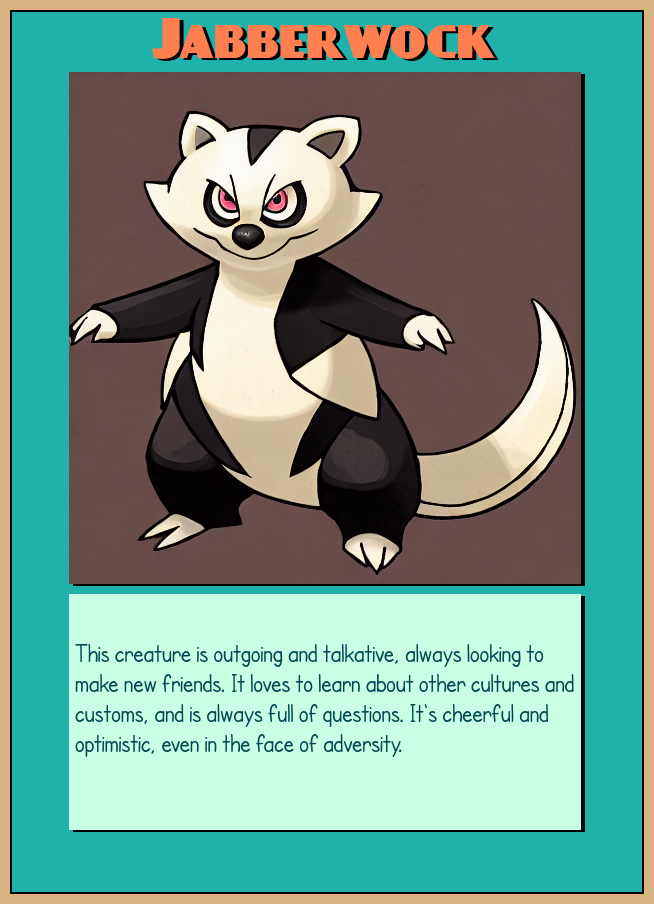 Jabberwock
This creature is outgoing and talkative, always looking to
make new friends. It loves to learn about other cultures and
customs, and is always full of questions. It's cheerful and
optimistic, even in the face of adversity.